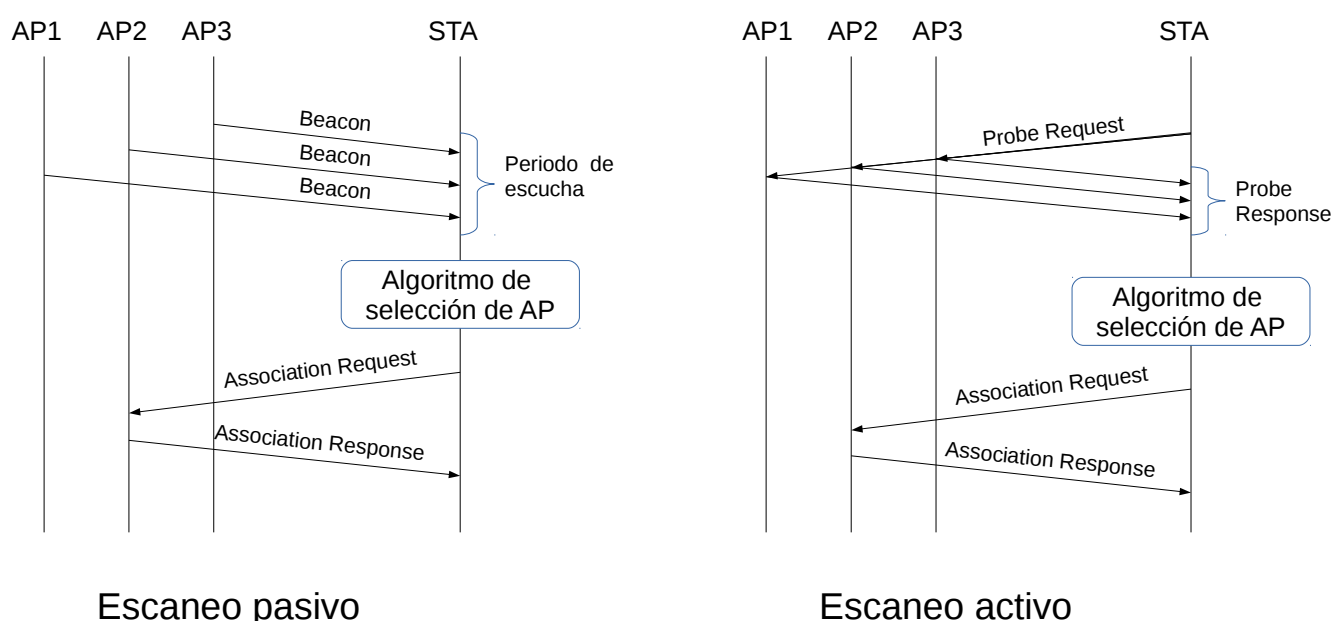 AP1 AP2 AP3 STA
Beacon
Beacon
Beacon
Periodo de
escucha
Algoritmo de
selección de AP
Association Request
Association Response
Escaneo pasivo
AP1 AP2 AP3 STA
Probe Request
Probe
Response
Algoritmo de
selección de AP
Association Request
Association Response
Escaneo activo